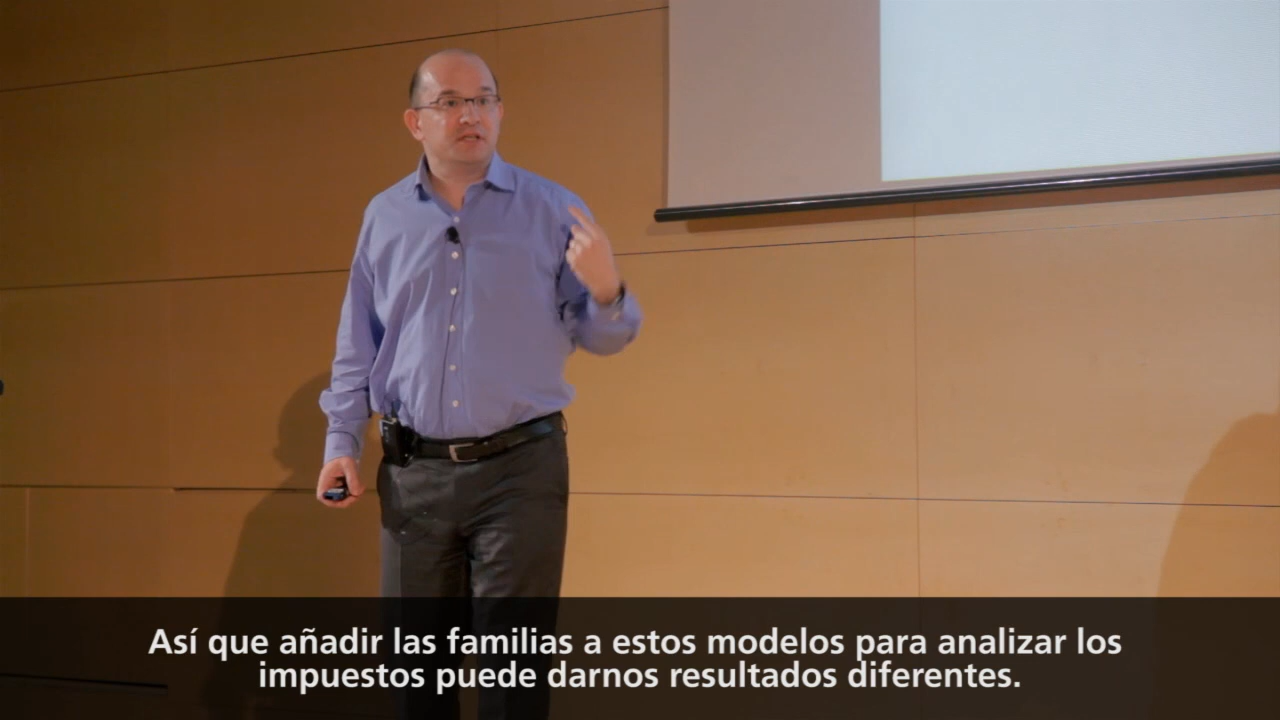 Así que añadir las familias a estos modelos para analizar los
impuestos puede darnos resultados diferentes.